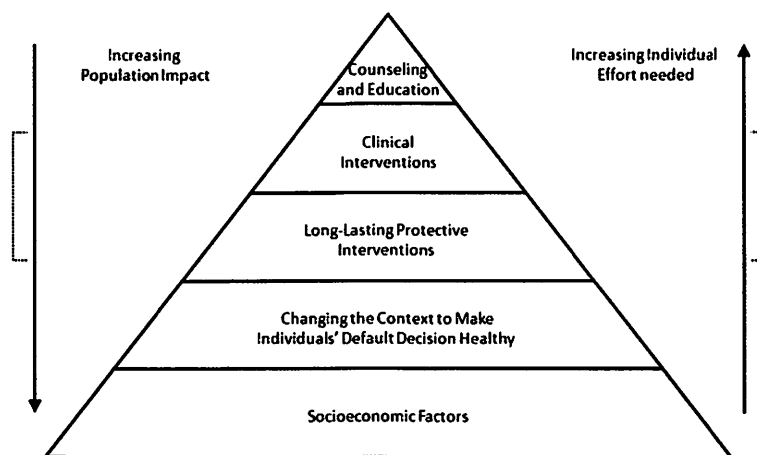 Increasing
Population Impact
Increasing Individual
Effort needed
Counseling
and Education
Clinical
Interventions
Long-Lasting Protective
Interventions
Changing the Context to Make
Individuals' Default Decision Healthy
Socioeconomic Factors